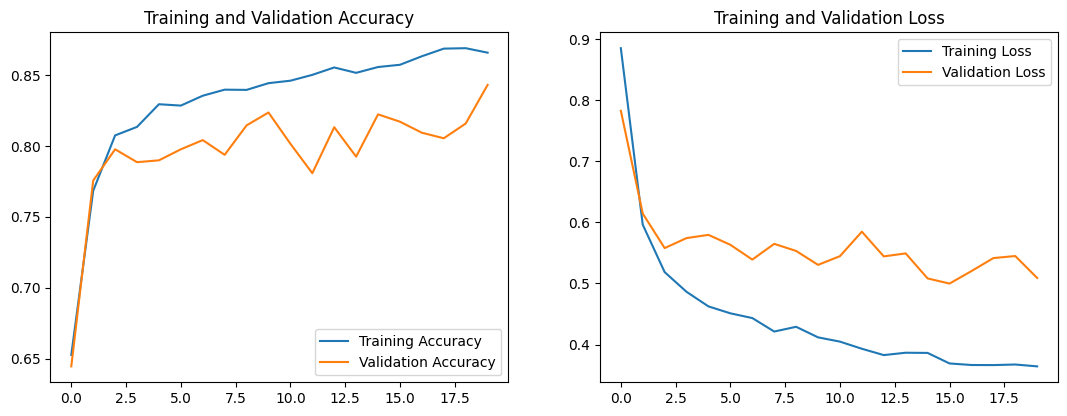 Training and Validation Accuracy
0.85
0.80
0.75
0.70
0.65
Training Accuracy
Validation Accuracy
0.0 2.5 5.0 7.5 10.0 12.5 15.0 17.5
Training and Validation Loss
0.9
0.8
0.7
0.6
0.5
0.4
Training Loss
Validation Loss
0.0 2.5 5.0 7.5 10.0 12.5 15.0 17.5